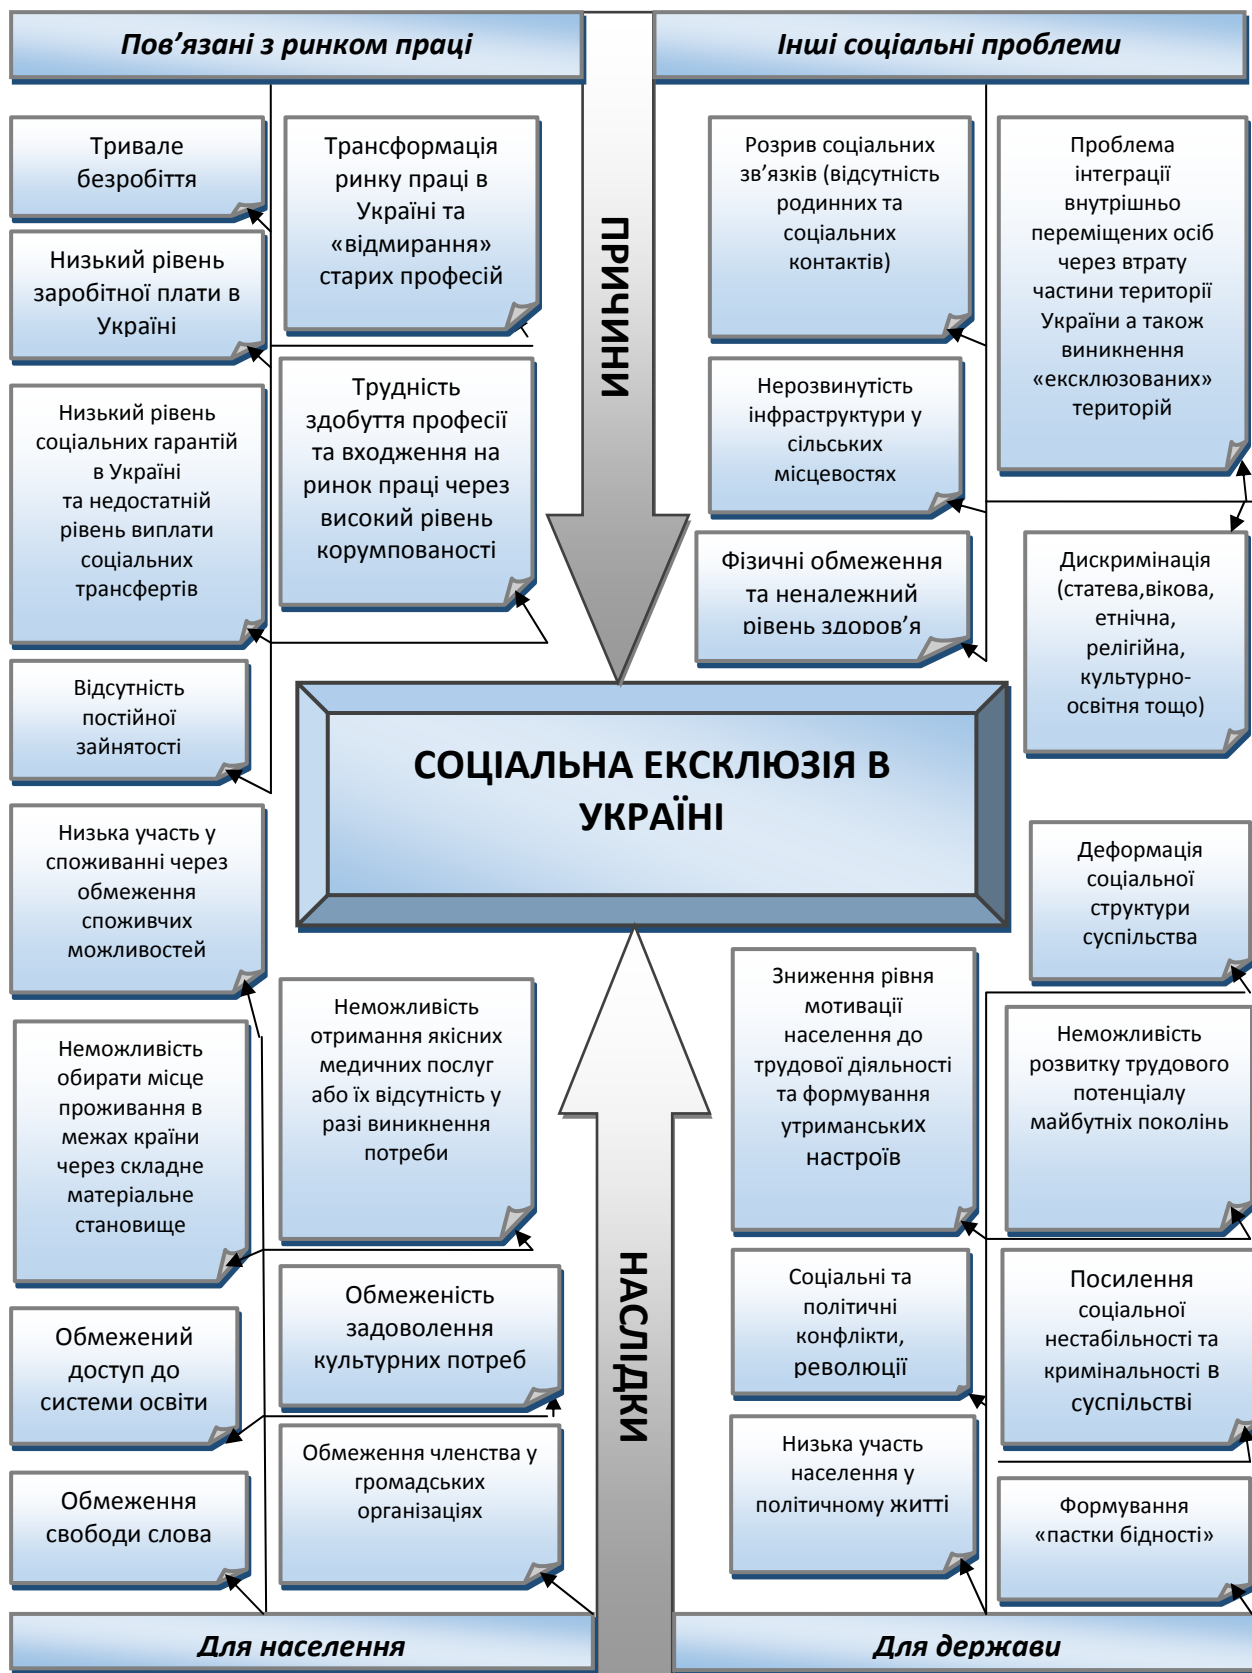 Пов’язані з ринком праці
Інші соціальні проблеми
ПРИЧИНИ
Тривале
безробіття
Трансформація
ринку праці в
Україні та
«відмирання»
старих професій
Низький рівень
заробітної плати в
Україні
Трудність
здобуття професії
та входження на
ринок праці через
високий рівень
корумпованості
Низький рівень
соціальних гарантій
в Україні
та недостатній
рівень виплати
соціальних
трансфертів
Відсутність
постійної
зайнятості
Розрив соціальних
зв’язків (відсутність
родинних та
соціальних
контактів)
Проблема
інтеграції
внутрішньо
переміщених осіб
через втрату
частини території
України а також
виникнення
«ексклюзованих»
територій
Нерозвинутість
інфраструктури у
сільських
місцевостях
Фізичні обмеження
та неналежний
рівень здоров’я
Дискримінація
(статева,вікова,
етнічна,
релігійна,
культурно-
освітня тощо)
СОЦІАЛЬНА ЕКСКЛЮЗІЯ В
УКРАЇНІ
Низька участь у
споживанні через
обмеження
споживчих
можливостей
Неможливість
отримання якісних
медичних послуг
або їх відсутність у
разі виникнення
потреби
Неможливість
обирати місце
проживання в
межах країни
через складне
матеріальне
становище
Обмеженість
задоволення
культурних потреб
Обмежений
доступ до
системи освіти
Обмеження членства у
громадських
організаціях
Обмеження
свободи слова
НАСЛІДКИ
Деформація
соціальної
структури
суспільства
Зниження рівня
мотивації
населення до
трудової діяльності
та формування
утриманських
настроїв
Неможливість
розвитку трудового
потенціалу
майбутніх поколінь
Соціальні та
політичні
конфлікти,
революції
Посилення
соціальної
нестабільності та
кримінальності в
суспільстві
Низька участь
населення у
політичному житті
Формування
«пастки бідності»
Для населення
Для держави